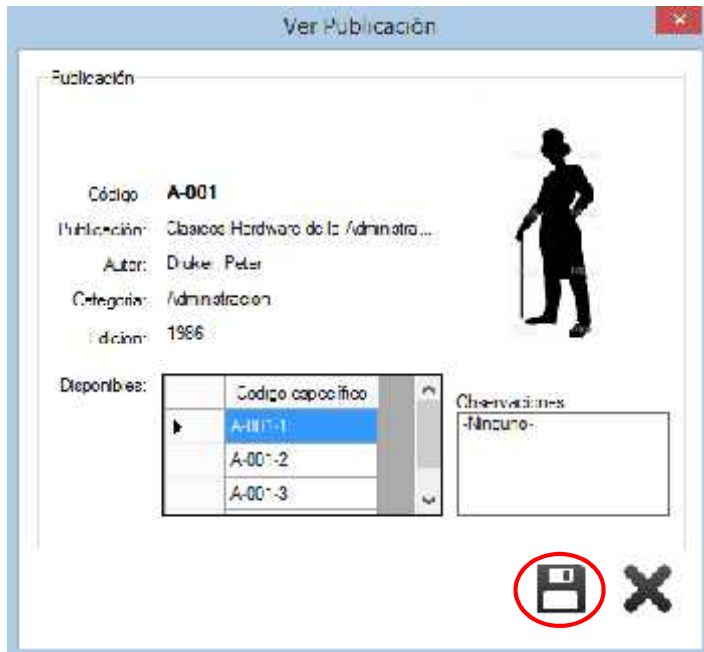 Ver Publicación
Publicación
Código A-001
Publicación: Clasicos Hardware de la Administra...
Autor: Druker Peter
Categoria: Administracion
Edicion: 1986
Disponibles:
Codigo especifico
A-001-1
A-001-2
A-001-3
Observaciones
-Ninguno-